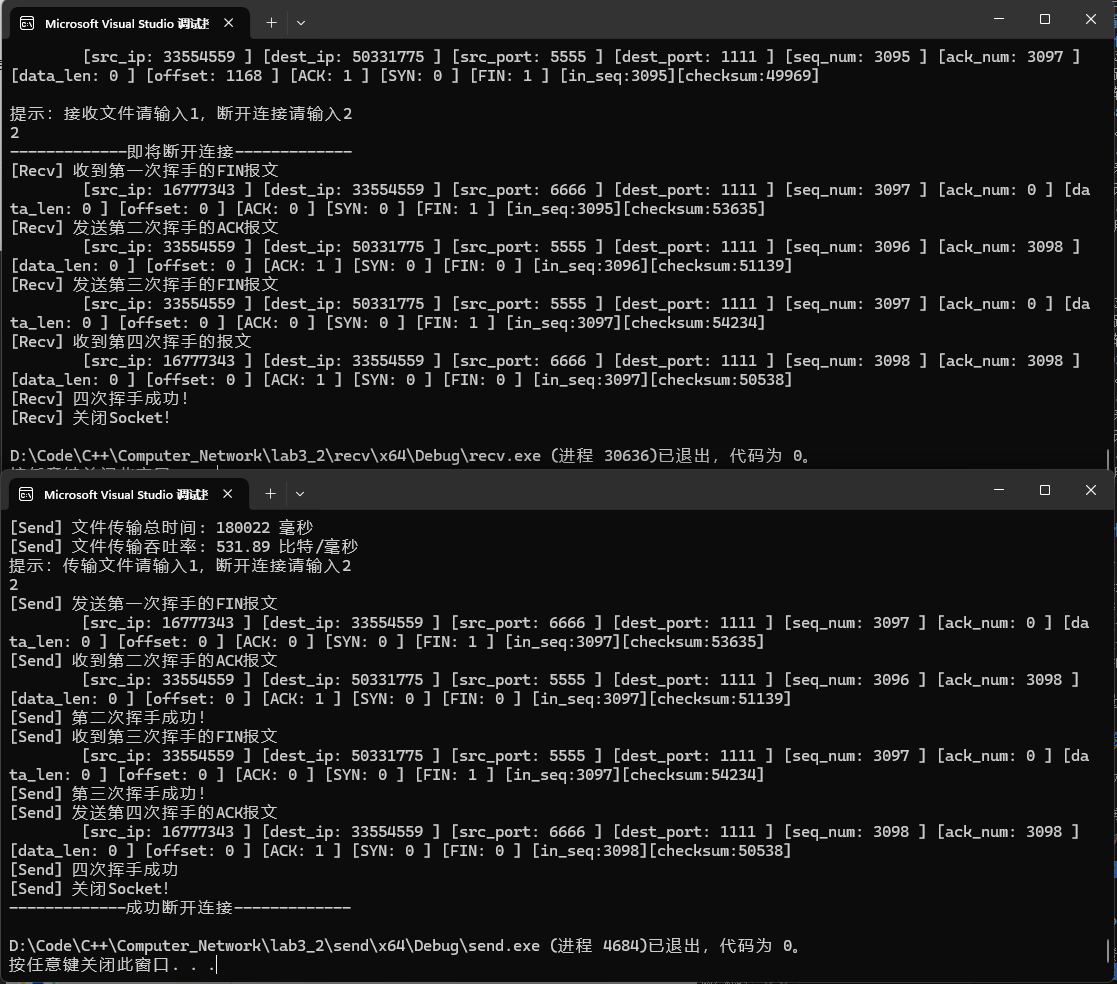 Microsoft Visual Studio 调试控
[src_ip: 33554559 ] [dest_ip: 50331775 ] [src_port: 5555 ] [dest_port: 1111 ] [seq_num: 3095 ] [ack_num: 3097 ]
[data_len: 0 ] [offset: 1168 ] [ACK: 1 ] [SYN: 0 ] [FIN: 1 ] [in_seq:3095][checksum:49969]
提示: 接收文件请输入1, 断开连接请输入2
2
-------------即将断开连接-------------
[Recv] 收到第一次挥手的FIN报文
[src_ip: 16777343 ] [dest_ip: 33554559 ] [src_port: 6666 ] [dest_port: 1111 ] [seq_num: 3097 ] [ack_num: 0 ] [da
ta_len: 0 ] [offset: 0 ] [ACK: 0 ] [SYN: 0 ] [FIN: 1 ] [in_seq:3095][checksum:53635]
[Recv] 发送第二次挥手的ACK报文
[src_ip: 33554559 ] [dest_ip: 50331775 ] [src_port: 5555 ] [dest_port: 1111 ] [seq_num: 3096 ] [ack_num: 3098 ]
[data_len: 0 ] [offset: 0 ] [ACK: 1 ] [SYN: 0 ] [FIN: 0 ] [in_seq:3096][checksum:51139]
[Recv] 发送第三次挥手的FIN报文
[src_ip: 33554559 ] [dest_ip: 50331775 ] [src_port: 5555 ] [dest_port: 1111 ] [seq_num: 3097 ] [ack_num: 0 ] [da
ta_len: 0 ] [offset: 0 ] [ACK: 0 ] [SYN: 0 ] [FIN: 1 ] [in_seq:3097][checksum:54234]
[Recv] 收到第四次挥手的报文
[src_ip: 16777343 ] [dest_ip: 33554559 ] [src_port: 6666 ] [dest_port: 1111 ] [seq_num: 3098 ] [ack_num: 3098 ]
[data_len: 0 ] [offset: 0 ] [ACK: 1 ] [SYN: 0 ] [FIN: 0 ] [in_seq:3097][checksum:50538]
[Recv] 四次挥手成功!
[Recv] 关闭Socket!
D:\Code\C++\Computer_Network\lab3_2\recv\x64\Debug\recv.exe (进程 30636)已退出, 代码为 0。
Microsoft Visual Studio 调试控
[Send] 文件传输总时间: 180022 毫秒
[Send] 文件传输吞吐率: 531.89 比特/毫秒
提示: 传输文件请输入1, 断开连接请输入2
2
[Send] 发送第一次挥手的FIN报文
[src_ip: 16777343 ] [dest_ip: 33554559 ] [src_port: 6666 ] [dest_port: 1111 ] [seq_num: 3097 ] [ack_num: 0 ] [da
ta_len: 0 ] [offset: 0 ] [ACK: 0 ] [SYN: 0 ] [FIN: 1 ] [in_seq:3097][checksum:53635]
[Send] 收到第二次挥手的ACK报文
[src_ip: 33554559 ] [dest_ip: 50331775 ] [src_port: 5555 ] [dest_port: 1111 ] [seq_num: 3096 ] [ack_num: 3098 ]
[data_len: 0 ] [offset: 0 ] [ACK: 1 ] [SYN: 0 ] [FIN: 0 ] [in_seq:3097][checksum:51139]
[Send] 第二次挥手成功!
[Send] 收到第三次挥手的FIN报文
[src_ip: 33554559 ] [dest_ip: 50331775 ] [src_port: 5555 ] [dest_port: 1111 ] [seq_num: 3097 ] [ack_num: 0 ] [da
ta_len: 0 ] [offset: 0 ] [ACK: 0 ] [SYN: 0 ] [FIN: 1 ] [in_seq:3097][checksum:54234]
[Send] 第三次挥手成功!
[Send] 发送第四次挥手的ACK报文
[src_ip: 16777343 ] [dest_ip: 33554559 ] [src_port: 6666 ] [dest_port: 1111 ] [seq_num: 3098 ] [ack_num: 3098 ]
[data_len: 0 ] [offset: 0 ] [ACK: 1 ] [SYN: 0 ] [FIN: 0 ] [in_seq:3098][checksum:50538]
[Send] 四次挥手成功
[Send] 关闭Socket!
-------------成功断开连接-------------
D:\Code\C++\Computer_Network\lab3_2\send\x64\Debug\send.exe (进程 4684)已退出, 代码为 0。
按任意键关闭此窗口. . .